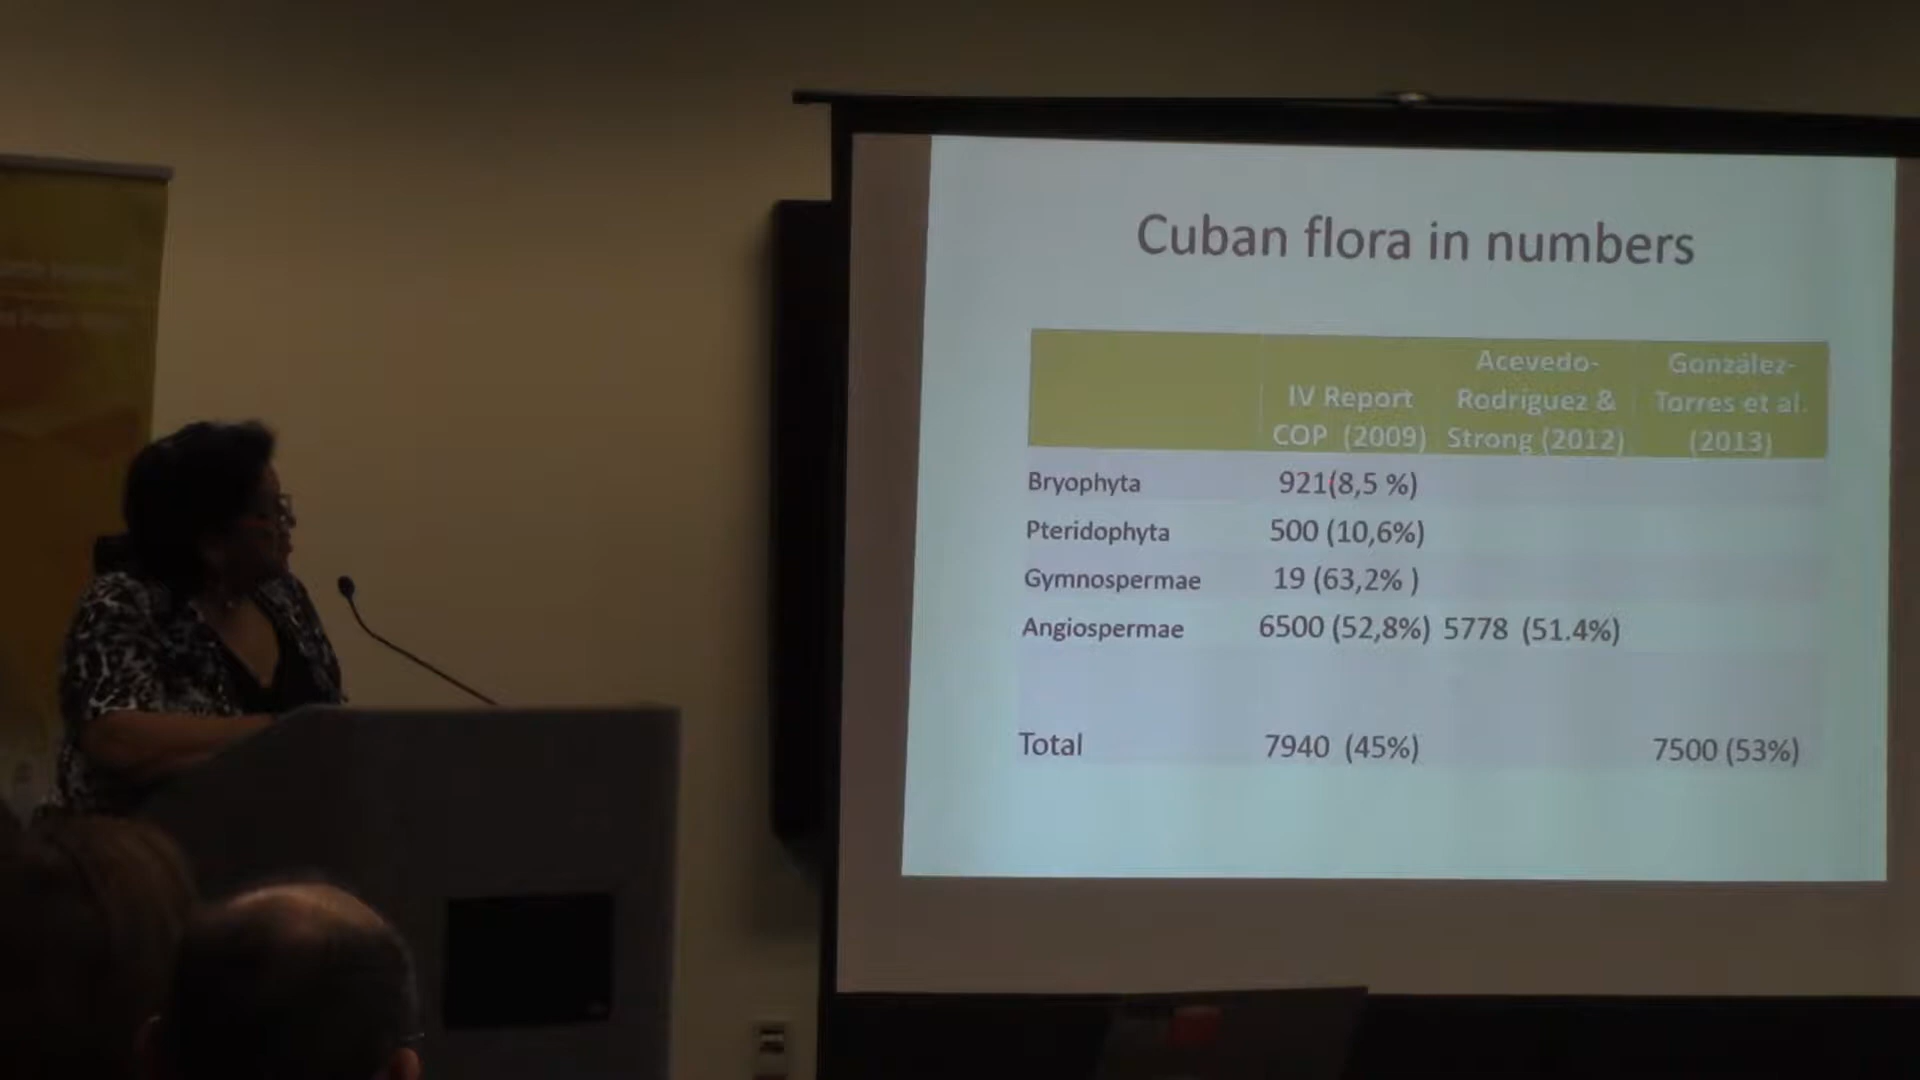 Cuban flora in numbers
IV Report COP (2009) Acevedo-Rodriguez & Strong (2012) González-Torres et al. (2013)
Bryophyta 921(8,5 %)
Pteridophyta 500 (10,6%)
Gymnospermae 19 (63,2% )
Angiospermae 6500 (52,8%) 5778 (51.4%)
Total 7940 (45%) 7500 (53%)